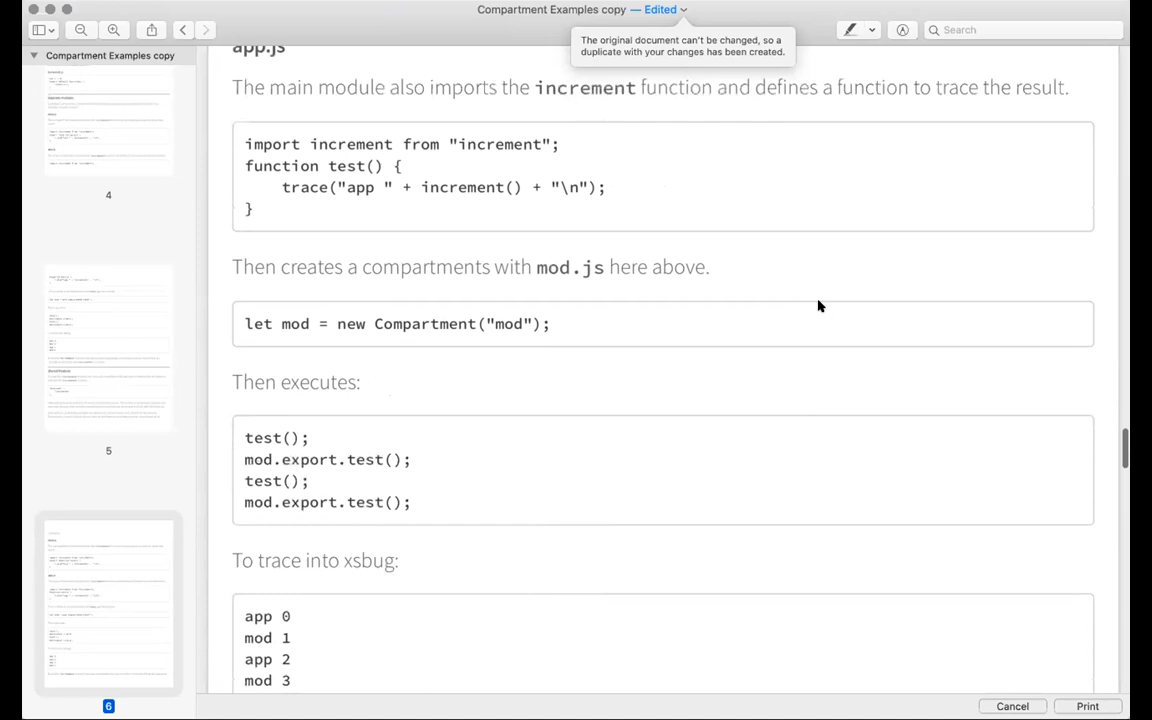 Compartment Examples copy — Edited
The original document can't be changed, so a
duplicate with your changes has been created.
Search
Compartment Examples copy
4
5
6
app.js
The main module also imports the increment function and defines a function to trace the result.
import increment from "increment";
function test() {
    trace("app " + increment() + "\n");
}
Then creates a compartments with mod.js here above.
let mod = new Compartment("mod");
Then executes:
test();
mod.export.test();
test();
mod.export.test();
To trace into xsbug:
app 0
mod 1
app 2
mod 3
Cancel
Print